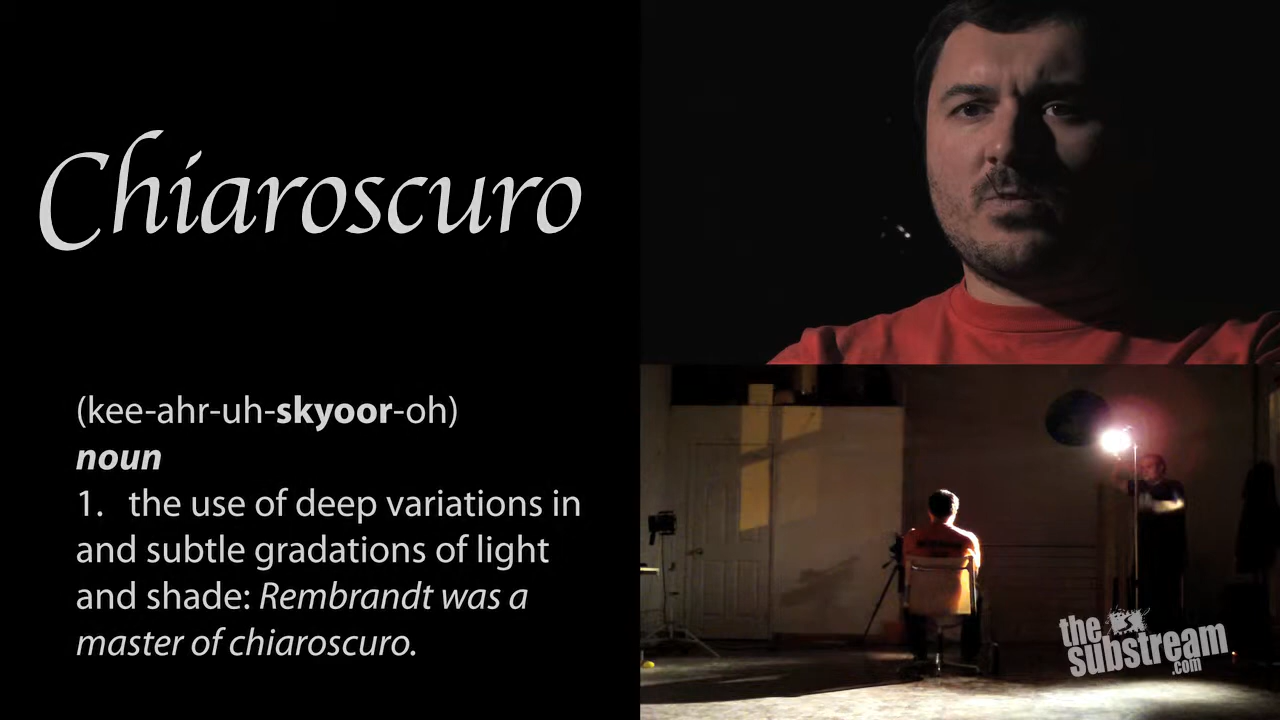 Chiaroscuro
(kee-ahr-uh-skyoor-oh)
noun
1. the use of deep variations in
and subtle gradations of light
and shade: Rembrandt was a
master of chiaroscuro.
the
substream
.com